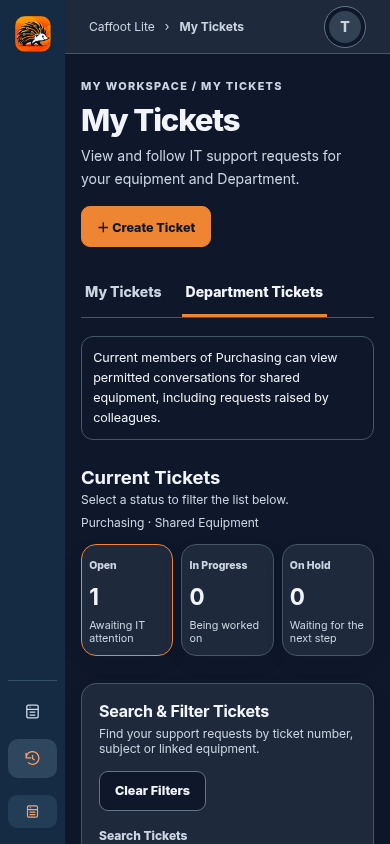 Caffoot Lite › My Tickets
T
MY WORKSPACE / MY TICKETS
My Tickets
View and follow IT support requests for
your equipment and Department.
+ Create Ticket
My Tickets Department Tickets
Current members of Purchasing can view
permitted conversations for shared
equipment, including requests raised by
colleagues.
Current Tickets
Select a status to filter the list below.
Purchasing · Shared Equipment
Open
1
Awaiting IT
attention
In Progress
0
Being worked
on
On Hold
0
Waiting for the
next step
Search & Filter Tickets
Find your support requests by ticket number,
subject or linked equipment.
Clear Filters
Search Tickets